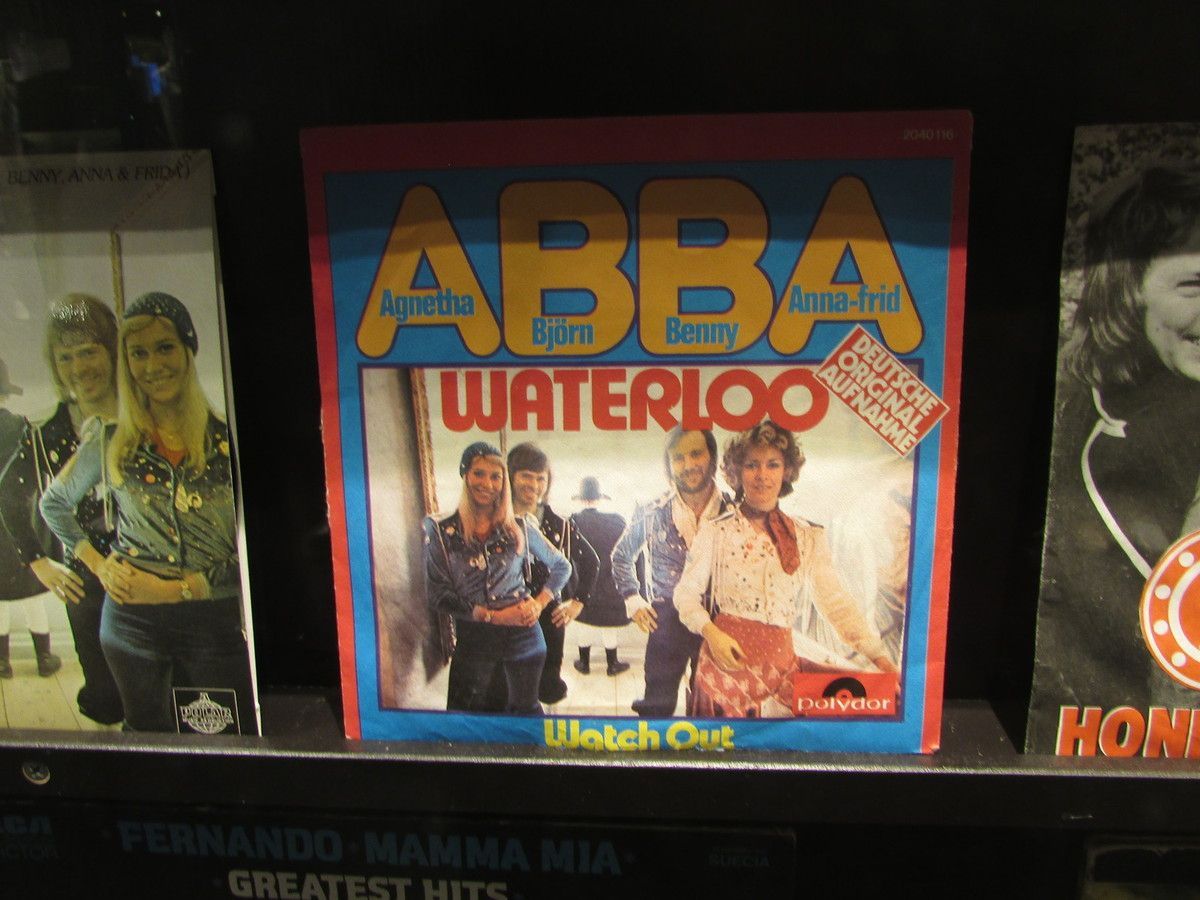 BENNY, ANNA & FRIDA)
2040116
ABBA
Agnetha
Björn
Benny
Anna-frid
WATERLOO
DEUTSCHE
ORIGINAL
AUFNAHME
polydor
Watch Out
HON
FERNANDO · MAMMA MIA ·
SUECIA
· GREATEST HITS ·